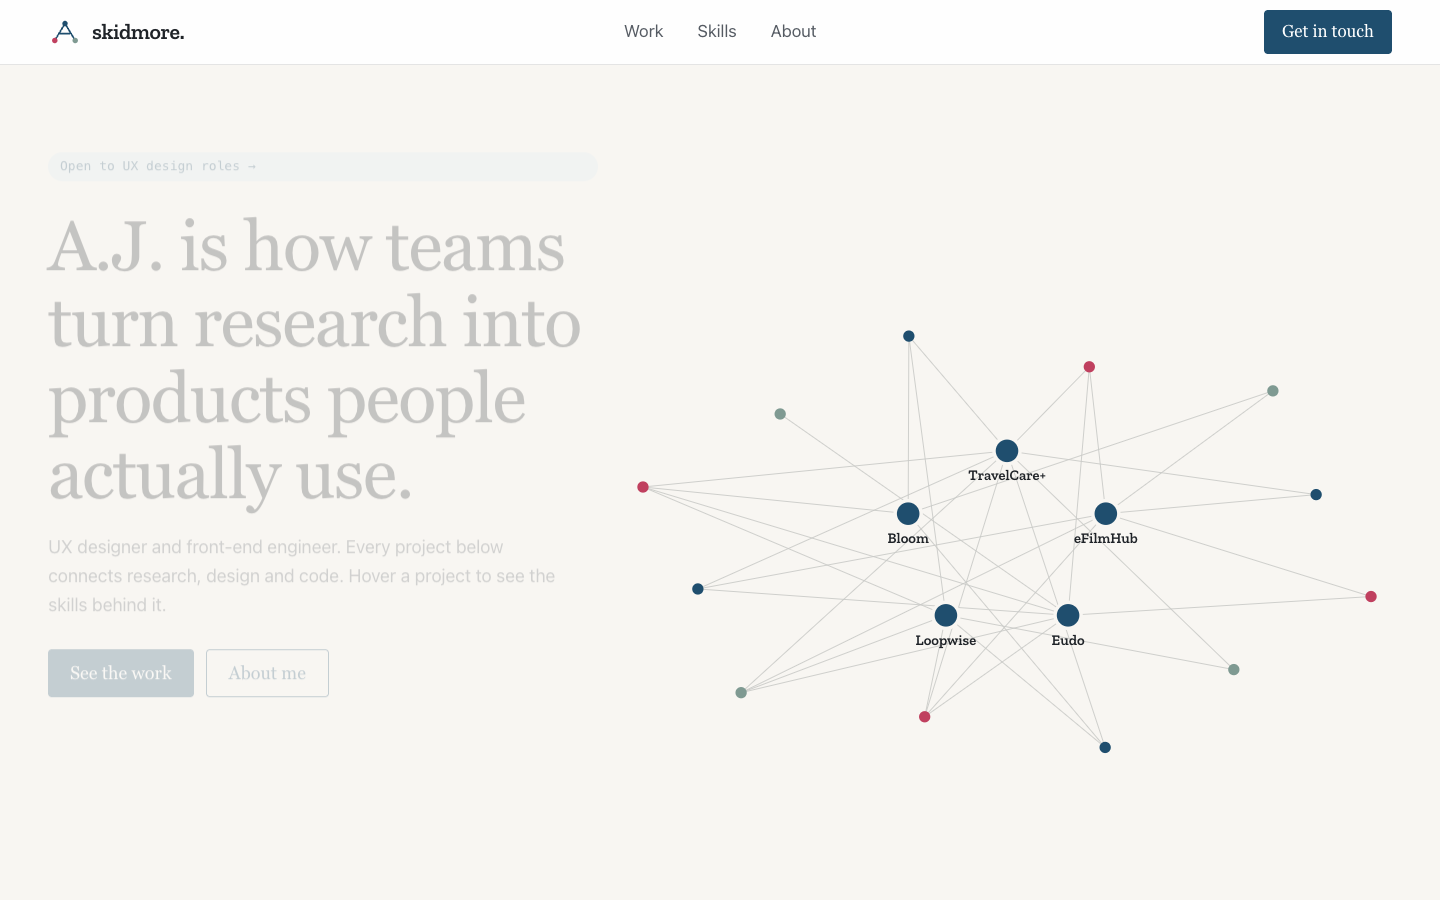 skidmore.
Work
Skills
About
Get in touch
Open to UX design roles →
A.J. is how teams
turn research into
products people
actually use.
UX designer and front-end engineer. Every project below
connects research, design and code. Hover a project to see the
skills behind it.
See the work
About me
TravelCare+
Bloom
eFilmHub
Loopwise
Eudo